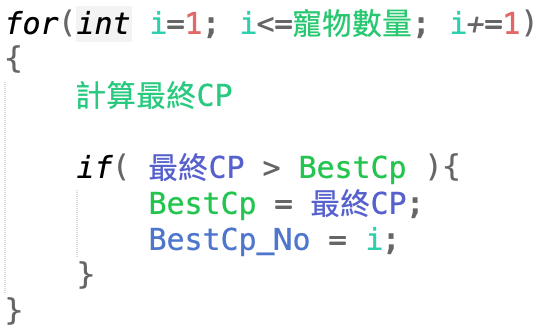 for(int i=1; i<=寵物數量; i+=1)
{
計算最終CP
if( 最終CP > BestCp ){
BestCp = 最終CP;
BestCp_No = i;
}
}